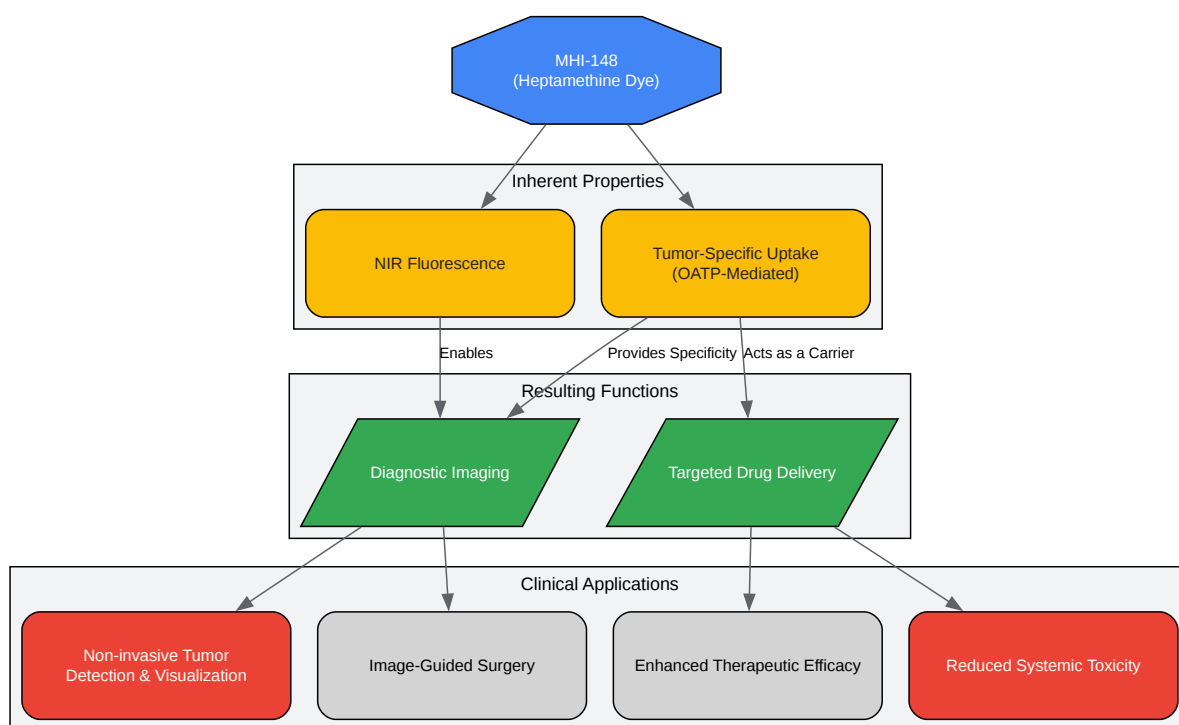 MHI-148
(Heptamethine Dye)
Inherent Properties
NIR Fluorescence
Tumor-Specific Uptake
(OATP-Mediated)
Enables
Provides Specificity
Acts as a Carrier
Resulting Functions
Diagnostic Imaging
Targeted Drug Delivery
Clinical Applications
Non-invasive Tumor
Detection & Visualization
Image-Guided Surgery
Enhanced Therapeutic Efficacy
Reduced Systemic Toxicity